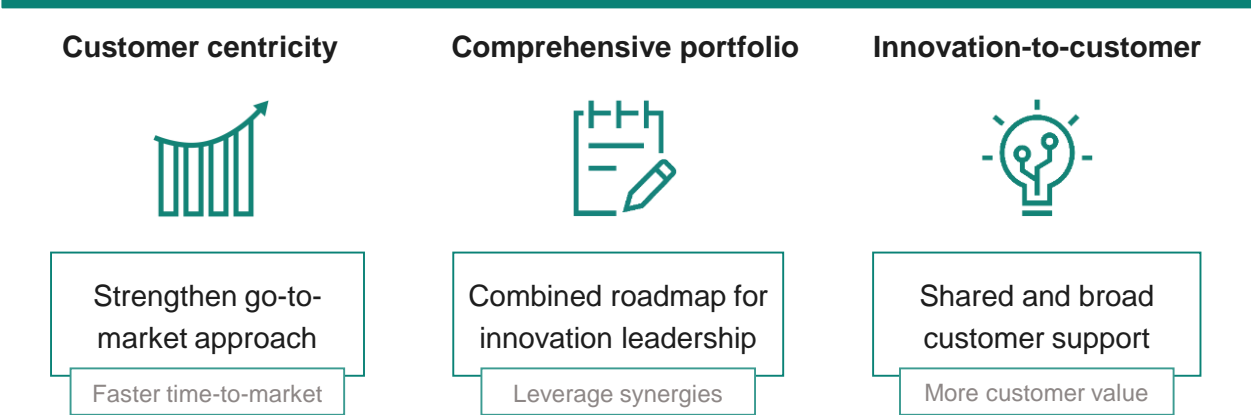 Customer centricity
Strengthen go-to-
market approach
Faster time-to-market
Comprehensive portfolio
Combined roadmap for
innovation leadership
Leverage synergies
Innovation-to-customer
Shared and broad
customer support
More customer value